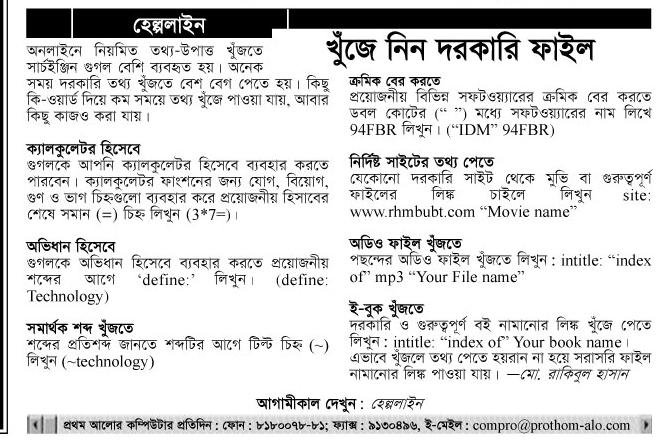 হেল্পলাইন
খুঁজে নিন দরকারি ফাইল
অনলাইনে নিয়মিত তথ্য-উপাত্ত খুঁজতে
সার্চইঞ্জিন গুগল বেশি ব্যবহৃত হয়। অনেক
সময় দরকারি তথ্য খুঁজতে বেশ বেগ পেতে হয়। কিছু
কি-ওয়ার্ড দিয়ে কম সময়ে তথ্য খুঁজে পাওয়া যায়, আবার
কিছু কাজও করা যায়।
ক্যালকুলেটর হিসেবে
গুগলকে আপনি ক্যালকুলেটর হিসেবে ব্যবহার করতে
পারবেন। ক্যালকুলেটর ফাংশনের জন্য যোগ, বিয়োগ,
গুণ ও ভাগ চিহ্নগুলো ব্যবহার করে প্রয়োজনীয় হিসাবের
শেষে সমান (=) চিহ্ন লিখুন (3*7=)।
অভিধান হিসেবে
গুগলকে অভিধান হিসেবে ব্যবহার করতে প্রয়োজনীয়
শব্দের আগে ‘define:’ লিখুন। (define:
Technology)
সমার্থক শব্দ খুঁজতে
শব্দের প্রতিশব্দ জানতে শব্দটির আগে টিল্ট চিহ্ন (~)
লিখুন (~technology)
ক্রমিক বের করতে
প্রয়োজনীয় বিভিন্ন সফটওয়্যারের ক্রমিক বের করতে
ডবল কোটের (“ ”) মধ্যে সফটওয়্যারের নাম লিখে
94FBR লিখুন। (“IDM” 94FBR)
নির্দিষ্ট সাইটের তথ্য পেতে
যেকোনো দরকারি সাইট থেকে মুভি বা গুরুত্বপূর্ণ
ফাইলের লিঙ্ক চাইলে লিখুন site:
www.rhmbubt.com “Movie name”
অডিও ফাইল খুঁজতে
পছন্দের অডিও ফাইল খুঁজতে লিখুন : intitle: “index
of” mp3 “Your File name”
ই-বুক খুঁজতে
দরকারি ও গুরুত্বপূর্ণ বই নামানোর লিঙ্ক খুঁজে পেতে
লিখুন : intitle: “index of” Your book name।
এভাবে খুঁজলে তথ্য পেতে হয়রান না হয়ে সরাসরি ফাইল
নামানোর লিঙ্ক পাওয়া যায়। —মো. রাকিবুল হাসান
আগামীকাল দেখুন : হেল্পলাইন
প্রথম আলোর কম্পিউটার প্রতিদিন : ফোন : ৮১৮০০৭৮-৮১; ফ্যাক্স : ৯১৩০৪৯৬, ই-মেইল : compro@prothom-alo.com